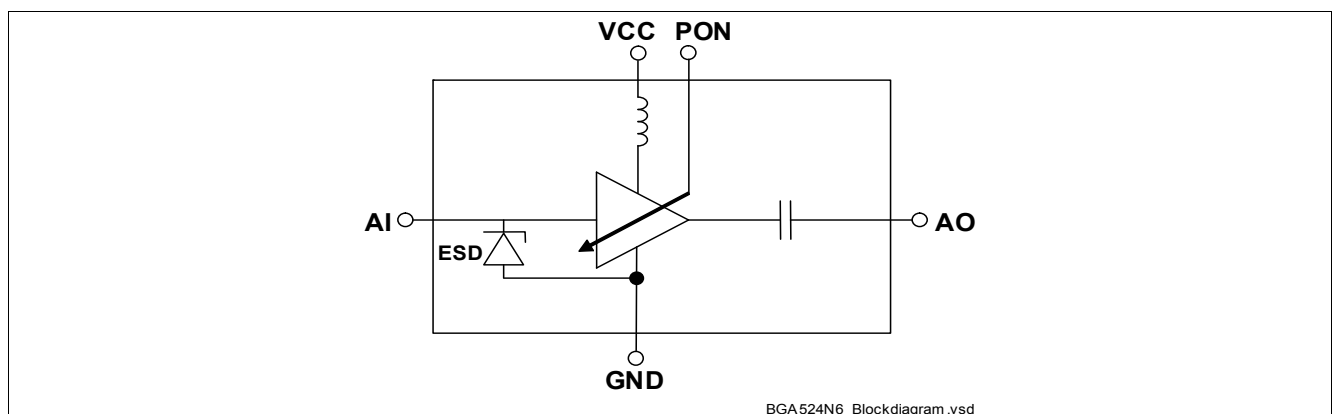 VCC PON
AI
AO
ESD
GND
BGA524N6_Blockdiagram.vsd